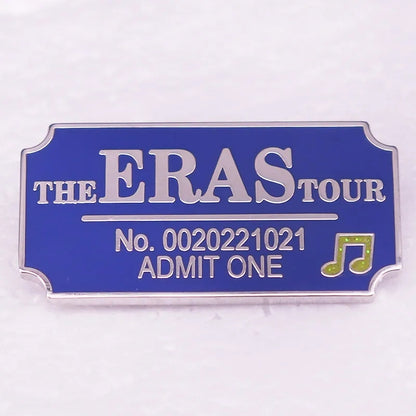 THE ERAS TOUR
No. 0020221021
ADMIT ONE